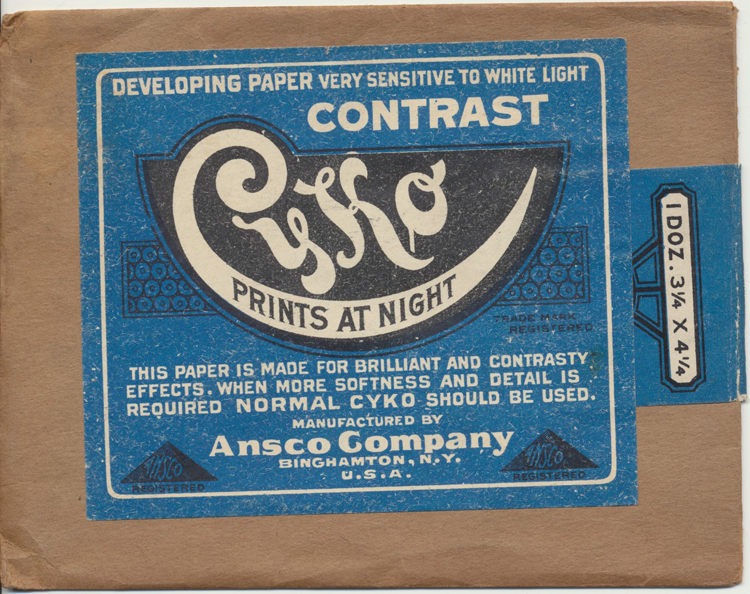 DEVELOPING PAPER VERY SENSITIVE TO WHITE LIGHT
CONTRAST
Cyko
PRINTS AT NIGHT
TRADE MARK
REGISTERED
1 DOZ. 3¼ X 4¼
THIS PAPER IS MADE FOR BRILLIANT AND CONTRASTY
EFFECTS. WHEN MORE SOFTNESS AND DETAIL IS
REQUIRED NORMAL CYKO SHOULD BE USED.
MANUFACTURED BY
Ansco Company
BINGHAMTON, N.Y.
U.S.A.
Ansco
REGISTERED
Ansco
REGISTERED